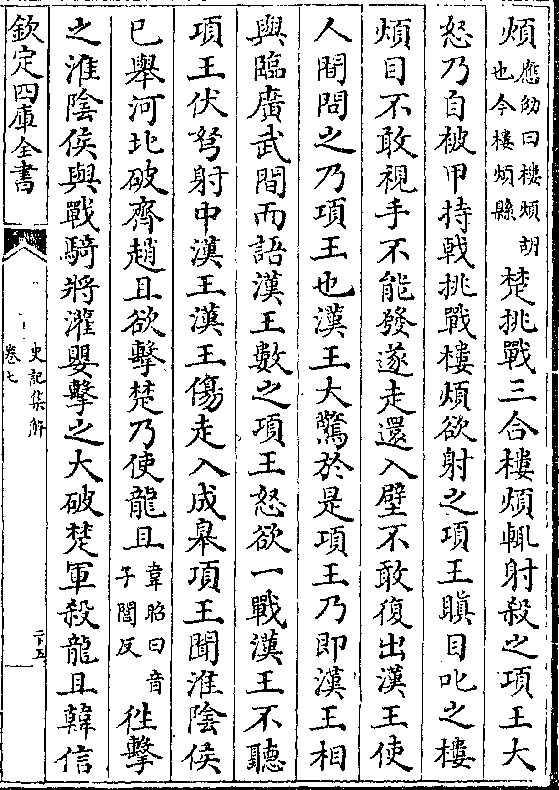 煩應劭曰樓煩胡也今樓煩縣楚挑戰三合樓煩輒射殺之項王大
怒乃自被甲持戟挑戰樓煩欲射之項王瞋目叱之樓
煩目不敢視手不能發遂走還入壁不敢復出漢王使
人間問之乃項王也漢王大驚於是項王乃即漢王相
與臨廣武間而語漢王數之項王怒欲一戰漢王不聽
項王伏弩射中漢王漢王傷走入成皋項王聞淮陰侯
已舉河北破齊趙且欲擊楚乃使龍且韋昭曰音子閭反往擊
之淮陰侯與戰騎將灌嬰擊之大破楚軍殺龍且韓信
欽定四庫全書
史記集解
卷七
二十五